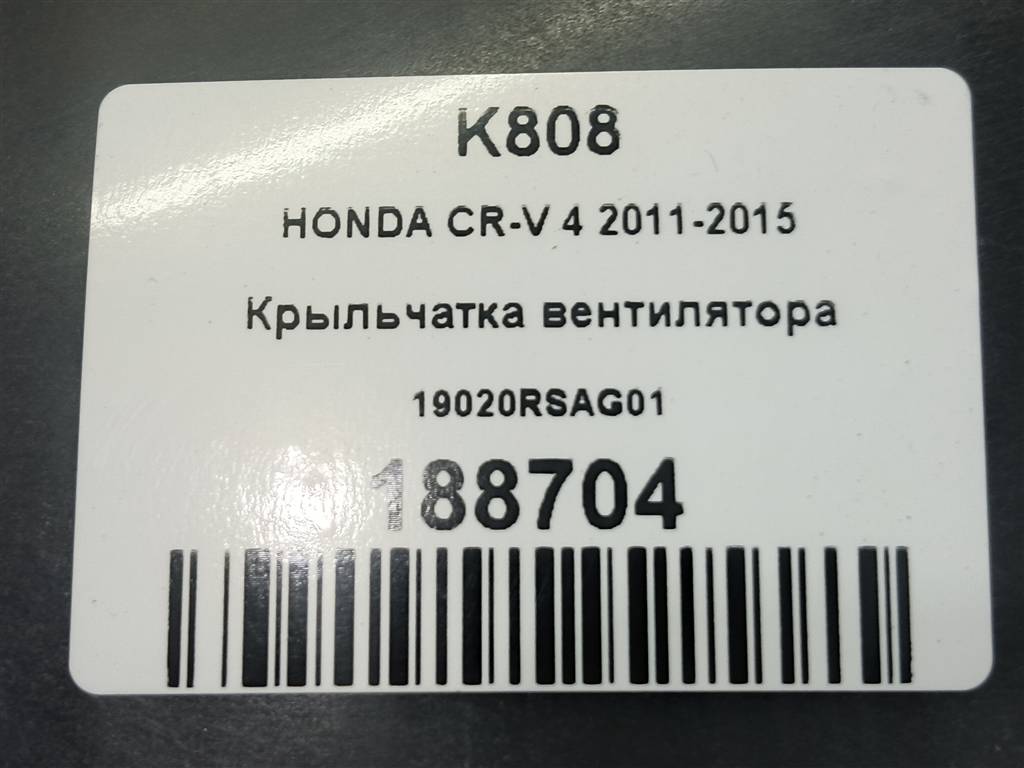 K808
HONDA CR-V 4 2011-2015
Крыльчатка вентилятора
19020RSAG01
188704